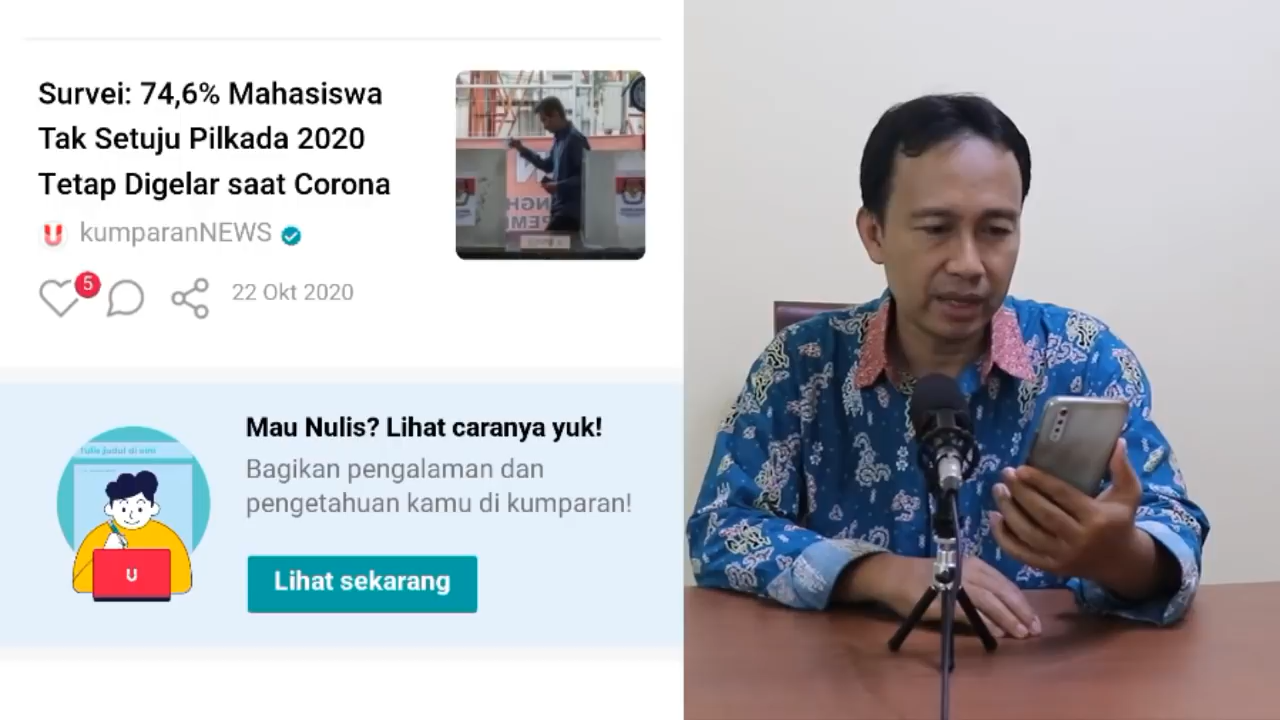 Survei: 74,6% Mahasiswa
Tak Setuju Pilkada 2020
Tetap Digelar saat Corona
kumparanNEWS
5
22 Okt 2020
Mau Nulis? Lihat caranya yuk!
Bagikan pengalaman dan
pengetahuan kamu di kumparan!
Lihat sekarang